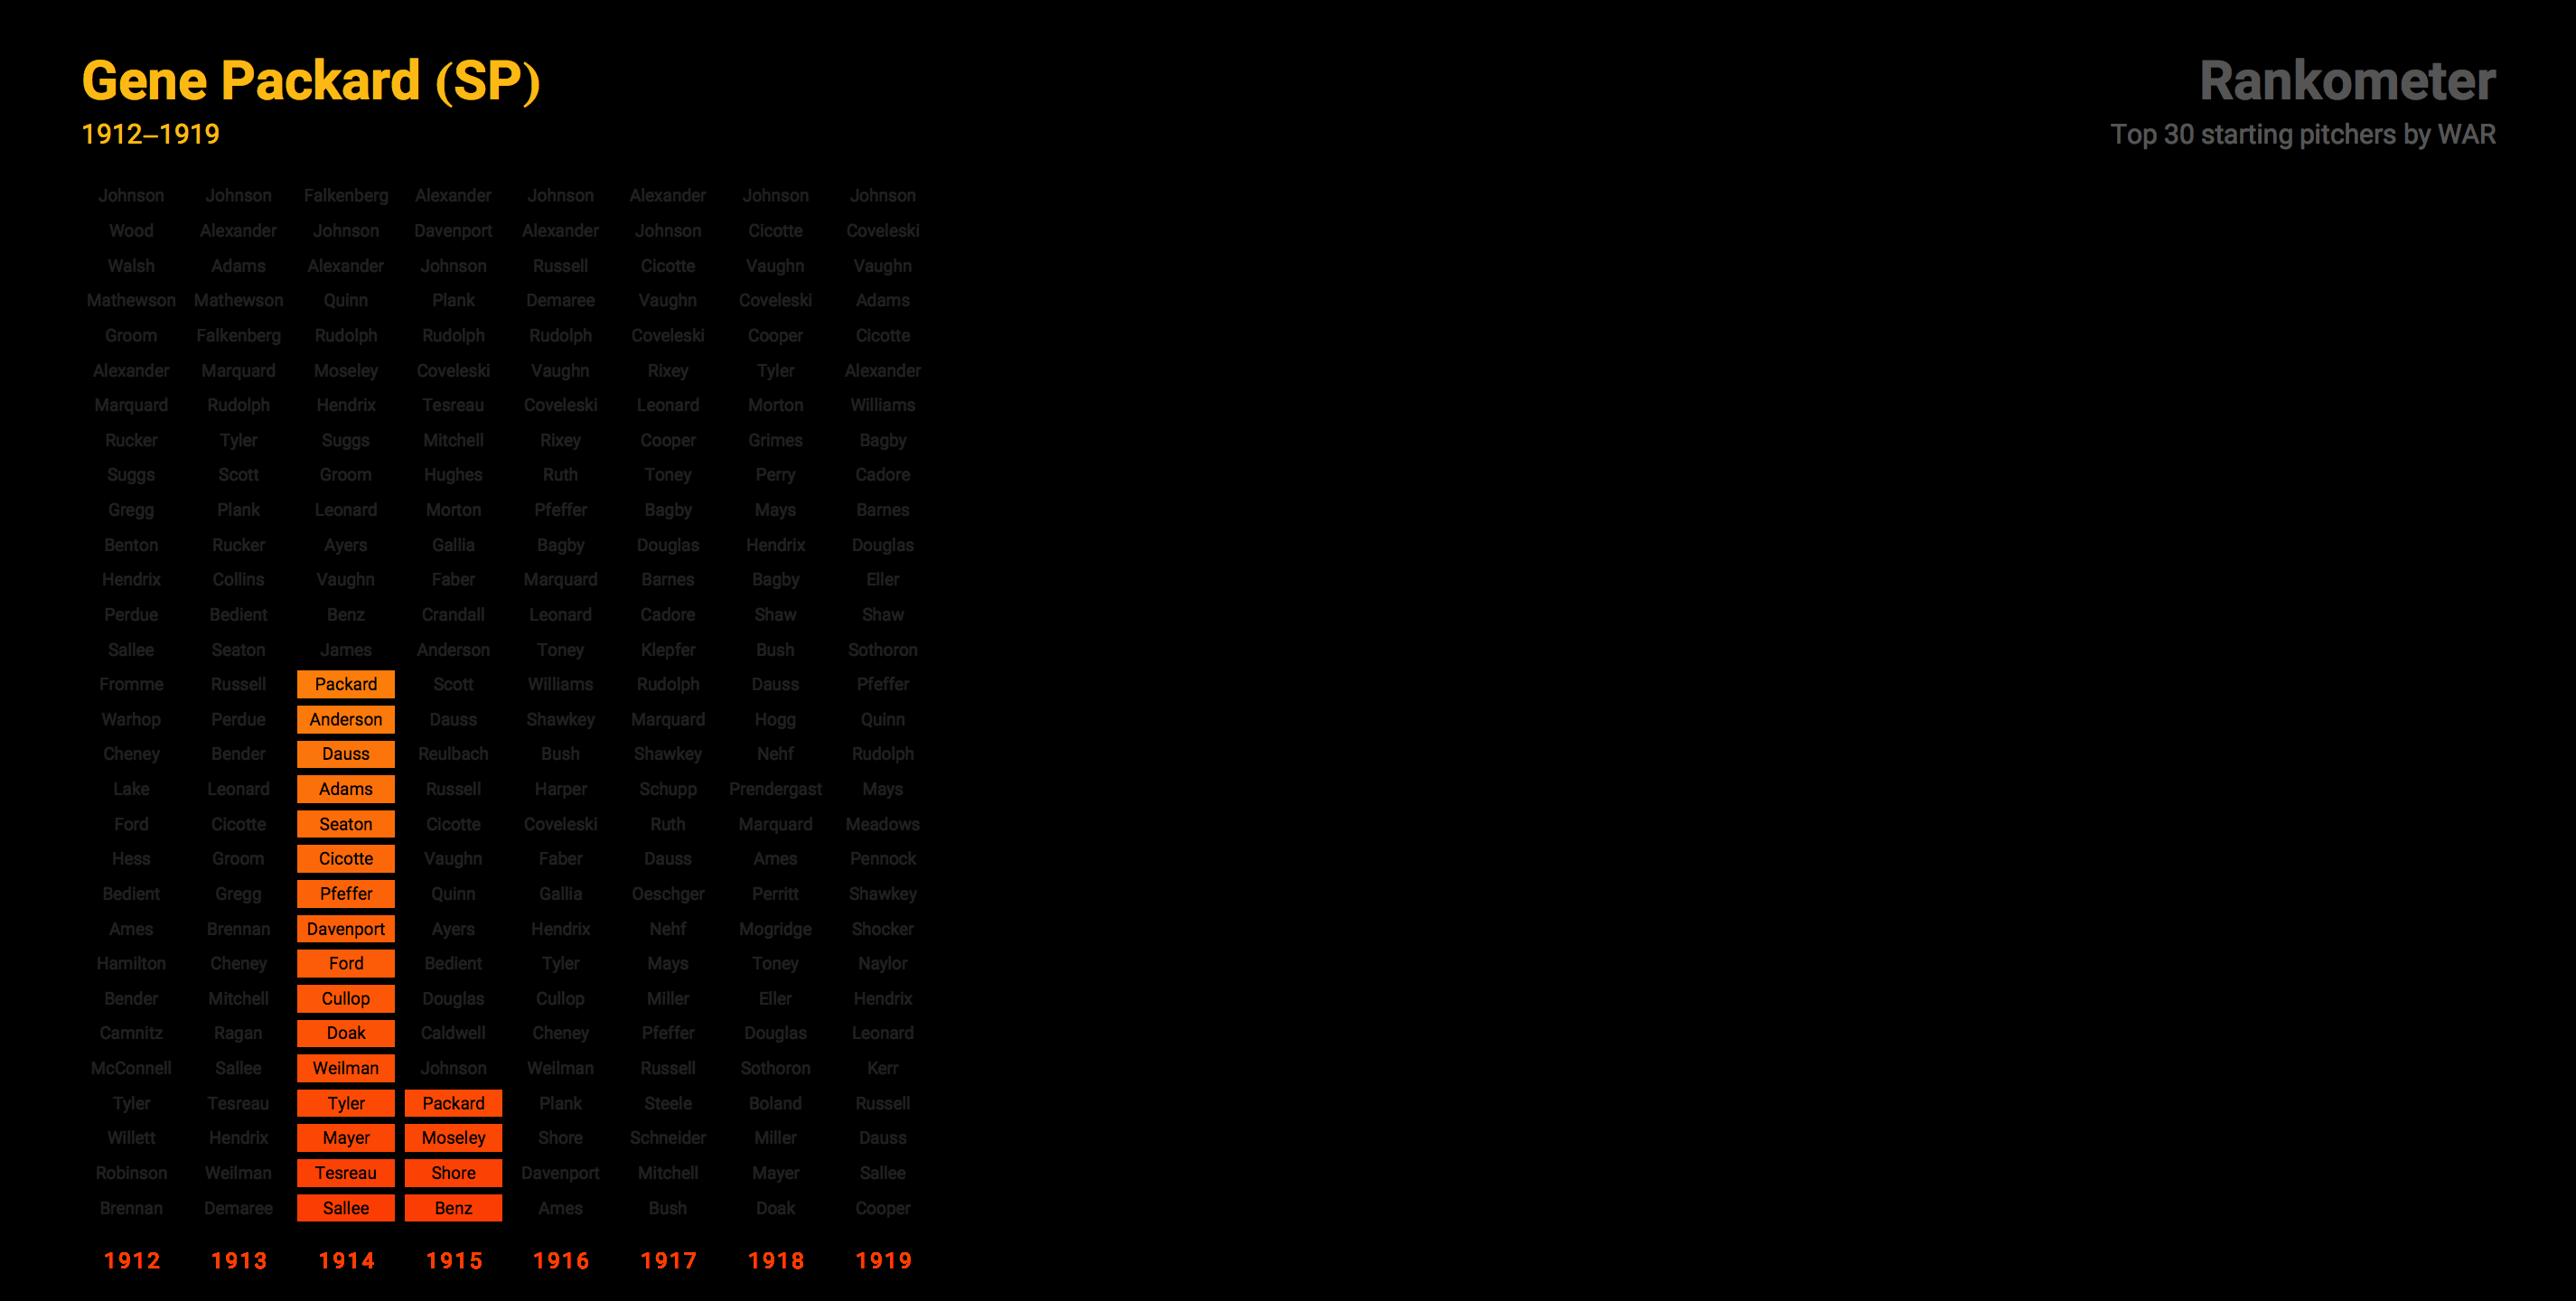 Gene Packard (SP)
1912–1919
Rankometer
Top 30 starting pitchers by WAR
Johnson Johnson Falkenberg Alexander Johnson Alexander Johnson Johnson
Wood Alexander Johnson Davenport Alexander Johnson Cicotte Coveleski
Walsh Adams Alexander Johnson Russell Cicotte Vaughn Vaughn
Mathewson Mathewson Quinn Plank Demaree Vaughn Coveleski Adams
Groom Falkenberg Rudolph Rudolph Rudolph Coveleski Cooper Cicotte
Alexander Marquard Moseley Coveleski Vaughn Rixey Tyler Alexander
Marquard Rudolph Hendrix Tesreau Coveleski Leonard Morton Williams
Rucker Tyler Suggs Mitchell Rixey Cooper Grimes Bagby
Suggs Scott Groom Hughes Ruth Toney Perry Cadore
Gregg Plank Leonard Morton Pfeffer Bagby Mays Barnes
Benton Rucker Ayers Gallia Bagby Douglas Hendrix Douglas
Hendrix Collins Vaughn Faber Marquard Barnes Bagby Eller
Perdue Bedient Benz Crandall Leonard Cadore Shaw Shaw
Sallee Seaton James Anderson Toney Klepfer Bush Sothoron
Fromme Russell Packard Scott Williams Rudolph Dauss Pfeffer
Warhop Perdue Anderson Dauss Shawkey Marquard Hogg Quinn
Cheney Bender Dauss Reulbach Bush Shawkey Nehf Rudolph
Lake Leonard Adams Russell Harper Schupp Prendergast Mays
Ford Cicotte Seaton Cicotte Coveleski Ruth Marquard Meadows
Hess Groom Cicotte Vaughn Faber Dauss Ames Pennock
Bedient Gregg Pfeffer Quinn Gallia Oeschger Perritt Shawkey
Ames Brennan Davenport Ayers Hendrix Nehf Mogridge Shocker
Hamilton Cheney Ford Bedient Tyler Mays Toney Naylor
Bender Mitchell Cullop Douglas Cullop Miller Eller Hendrix
Camnitz Ragan Doak Caldwell Cheney Pfeffer Douglas Leonard
McConnell Sallee Weilman Johnson Weilman Russell Sothoron Kerr
Tyler Tesreau Tyler Packard Plank Steele Boland Russell
Willett Hendrix Mayer Moseley Shore Schneider Miller Dauss
Robinson Weilman Tesreau Shore Davenport Mitchell Mayer Sallee
Brennan Demaree Sallee Benz Ames Bush Doak Cooper
1912 1913 1914 1915 1916 1917 1918 1919